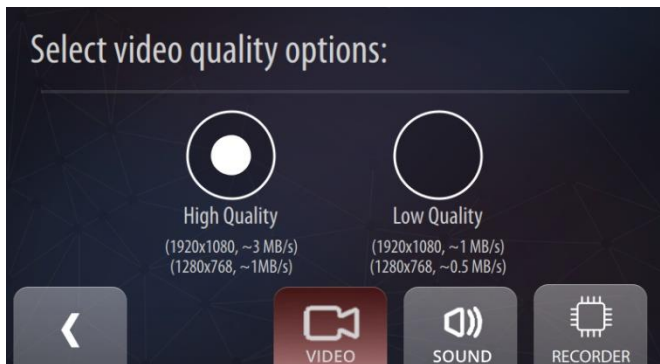 Select video quality options:
High Quality
(1920x1080, ~3 MB/s)
(1280x768, ~1MB/s)
Low Quality
(1920x1080, ~1 MB/s)
(1280x768, ~0.5 MB/s)
VIDEO
SOUND
RECORDER